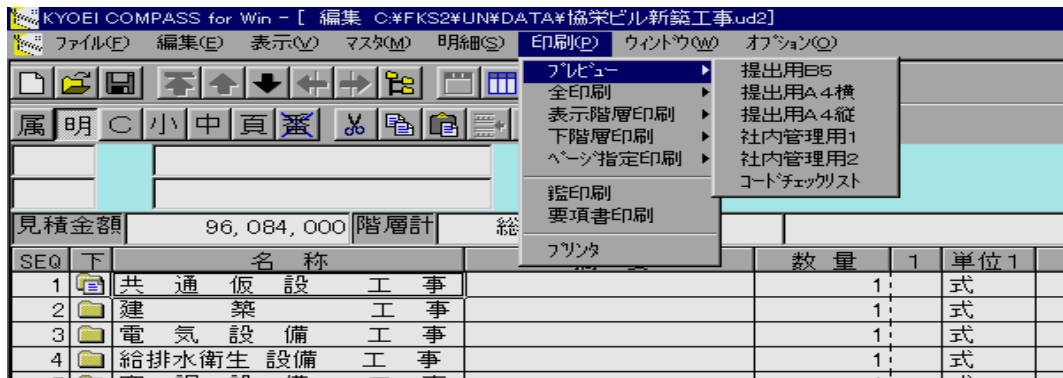 KYOEI COMPASS for Win - [ 編集 C:¥FKS2¥UN¥DATA¥協栄ビル新築工事.ud2]
ファイル(F) 編集(E) 表示(V) マスタ(M) 明細(S) 印刷(P) ウィンドウ(W) オプション(O)
プレビュー
全印刷
表示階層印刷
下階層印刷
ページ指定印刷
鑑印刷
要項書印刷
プリンタ
提出用B5
提出用A4横
提出用A4縦
社内管理用1
社内管理用2
コードチェックリスト
属 明 C 小 中 頁 番
見積金額 96,084,000 階層計 総
SEQ 下 名称 数量 1 単位1
1 共通仮設工事 1 式
2 建築工事 1 式
3 電気設備工事 1 式
4 給排水衛生設備工事 1 式